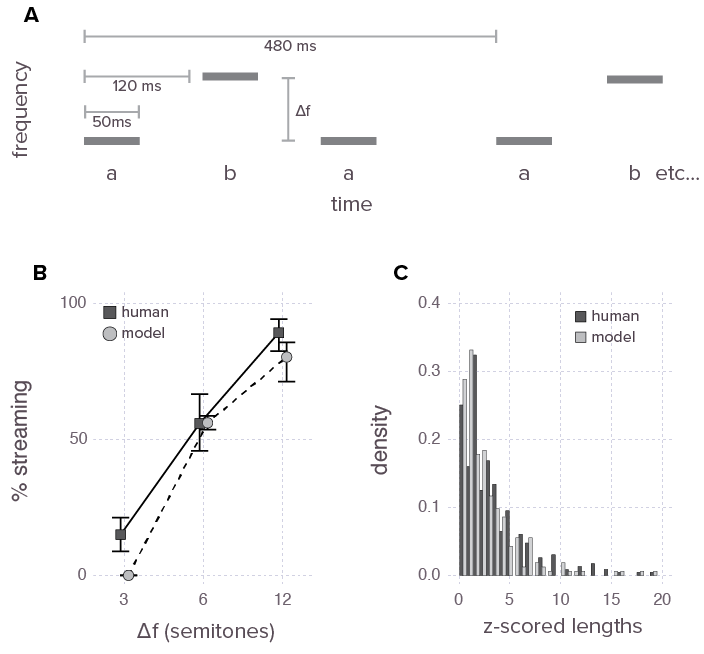 A
480 ms
120 ms
50ms
Δf
frequency
a
b
a
a
b
etc...
time
B
100
50
0
3
6
12
human
model
% streaming
Δf (semitones)
C
0.4
0.3
0.2
0.1
0.0
0
5
10
15
20
human
model
density
z-scored lengths